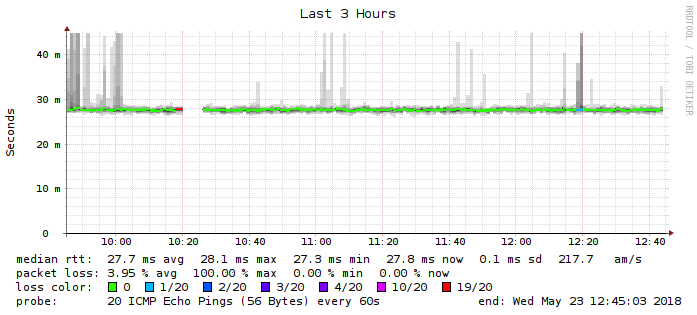 Last 3 Hours
RRDTOOL / TOBI OETIKER
Seconds
40 m
30 m
20 m
10 m
0
10:00 10:20 10:40 11:00 11:20 11:40 12:00 12:20 12:40
median rtt: 27.7 ms avg 28.1 ms max 27.3 ms min 27.8 ms now 0.1 ms sd 217.7 am/s
packet loss: 3.95 % avg 100.00 % max 0.00 % min 0.00 % now
loss color: 0 1/20 2/20 3/20 4/20 10/20 19/20
probe: 20 ICMP Echo Pings (56 Bytes) every 60s end: Wed May 23 12:45:03 2018